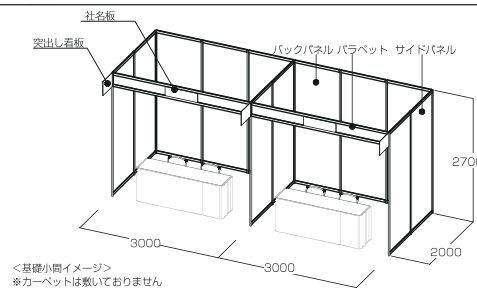 社名板
突出し看板
バックパネル パラペット サイドパネル
2700
3000
3000
2000
＜基礎小間イメージ＞
※カーペットは敷いておりません